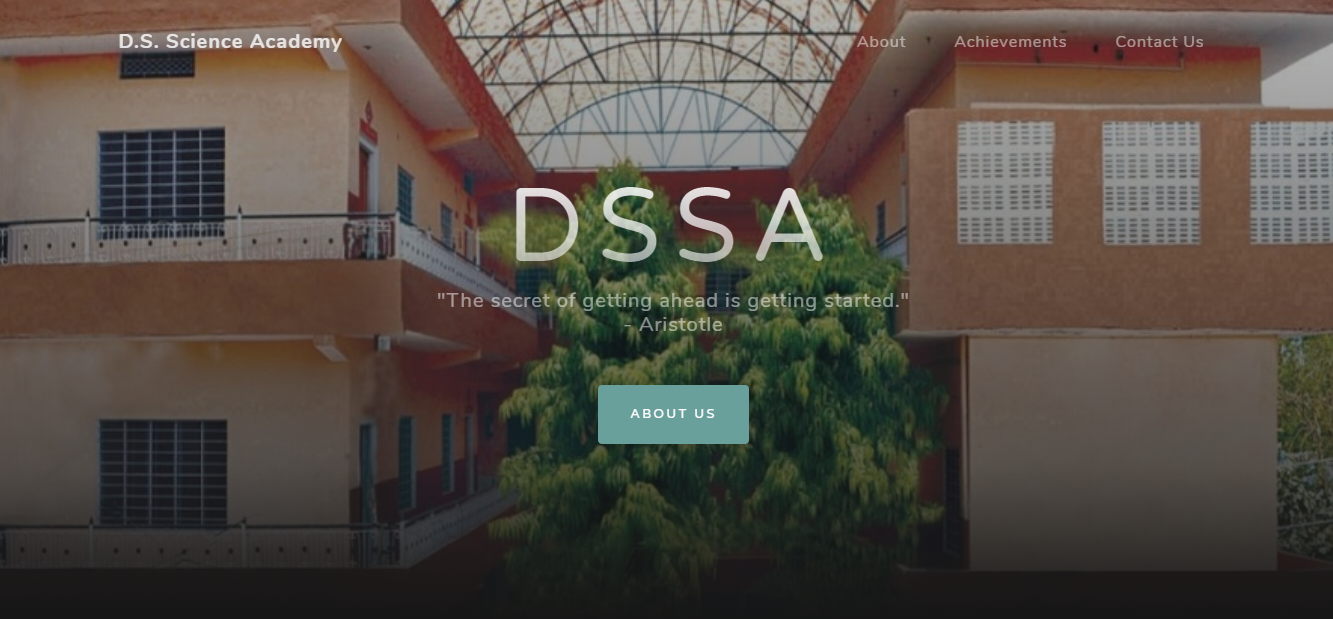 D.S. Science Academy
About
Achievements
Contact Us
DSSA
"The secret of getting ahead is getting started."
- Aristotle
ABOUT US